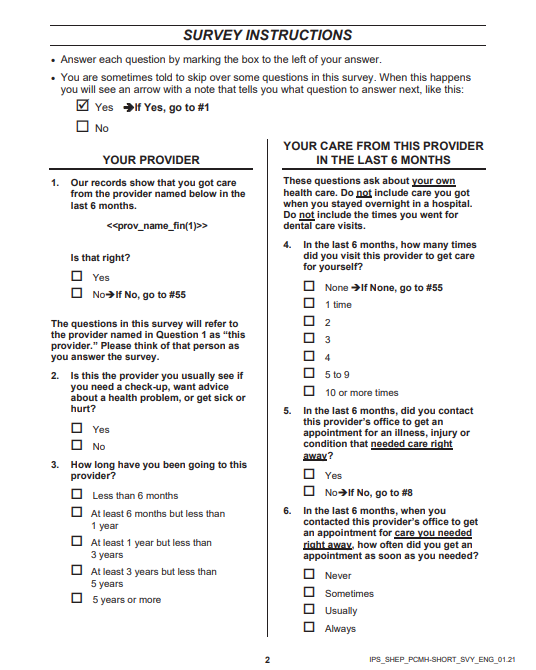 SURVEY INSTRUCTIONS
• Answer each question by marking the box to the left of your answer.
• You are sometimes told to skip over some questions in this survey. When this happens
you will see an arrow with a note that tells you what question to answer next, like this:
☑ Yes ➔If Yes, go to #1
☐ No
YOUR PROVIDER
1. Our records show that you got care
from the provider named below in the
last 6 months.
<<prov_name_fin(1)>>
Is that right?
☐ Yes
☐ No➔If No, go to #55
The questions in this survey will refer to
the provider named in Question 1 as “this
provider.” Please think of that person as
you answer the survey.
2. Is this the provider you usually see if
you need a check-up, want advice
about a health problem, or get sick or
hurt?
☐ Yes
☐ No
3. How long have you been going to this
provider?
☐ Less than 6 months
☐ At least 6 months but less than
1 year
☐ At least 1 year but less than
3 years
☐ At least 3 years but less than
5 years
☐ 5 years or more
YOUR CARE FROM THIS PROVIDER
IN THE LAST 6 MONTHS
These questions ask about your own
health care. Do not include care you got
when you stayed overnight in a hospital.
Do not include the times you went for
dental care visits.
4. In the last 6 months, how many times
did you visit this provider to get care
for yourself?
☐ None ➔If None, go to #55
☐ 1 time
☐ 2
☐ 3
☐ 4
☐ 5 to 9
☐ 10 or more times
5. In the last 6 months, did you contact
this provider’s office to get an
appointment for an illness, injury or
condition that needed care right
away?
☐ Yes
☐ No➔If No, go to #8
6. In the last 6 months, when you
contacted this provider’s office to get
an appointment for care you needed
right away, how often did you get an
appointment as soon as you needed?
☐ Never
☐ Sometimes
☐ Usually
☐ Always
2
IPS_SHEP_PCMH-SHORT_SVY_ENG_01.21